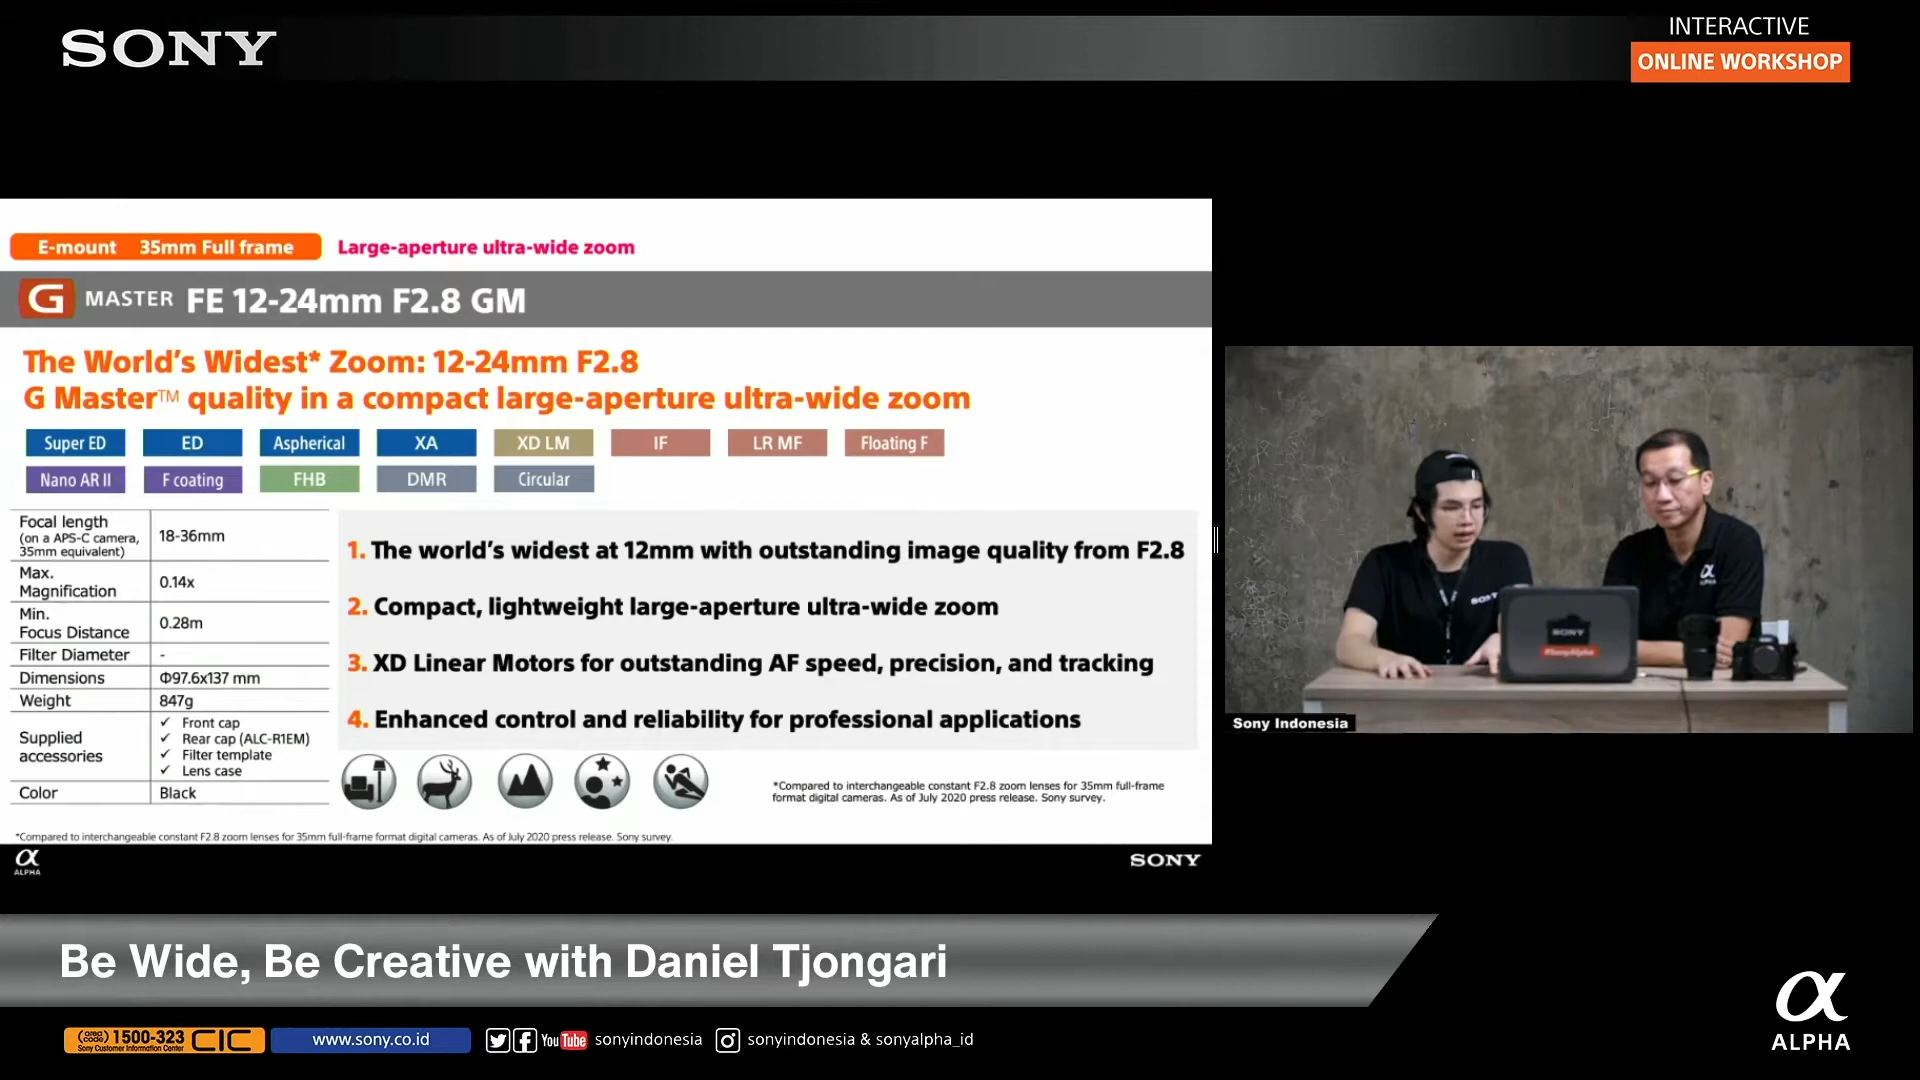 SONY
INTERACTIVE
ONLINE WORKSHOP
E-mount 35mm Full frame Large-aperture ultra-wide zoom
G MASTER FE 12-24mm F2.8 GM
The World's Widest* Zoom: 12-24mm F2.8
G Master™ quality in a compact large-aperture ultra-wide zoom
Super ED ED Aspherical XA XD LM IF LR MF Floating F
Nano AR II F coating FHB DMR Circular
Focal length
(on a APS-C camera,
35mm equivalent)
18-36mm
Max.
Magnification
0.14x
Min.
Focus Distance
0.28m
Filter Diameter -
Dimensions Φ97.6x137 mm
Weight 847g
Supplied
accessories
✓ Front cap
✓ Rear cap (ALC-R1EM)
✓ Filter template
✓ Lens case
Color Black
1. The world's widest at 12mm with outstanding image quality from F2.8
2. Compact, lightweight large-aperture ultra-wide zoom
3. XD Linear Motors for outstanding AF speed, precision, and tracking
4. Enhanced control and reliability for professional applications
*Compared to interchangeable constant F2.8 zoom lenses for 35mm full-frame
format digital cameras. As of July 2020 press release. Sony survey.
*Compared to interchangeable constant F2.8 zoom lenses for 35mm full-frame format digital cameras. As of July 2020 press release. Sony survey.
α
ALPHA
SONY
SONY
α
SONY
#SonyAlpha
Sony Indonesia
Be Wide, Be Creative with Daniel Tjongari
(area code) 1500-323 CIC
Sony Customer Information Center
www.sony.co.id
YouTube sonyindonesia
sonyindonesia & sonyalpha_id
α
ALPHA